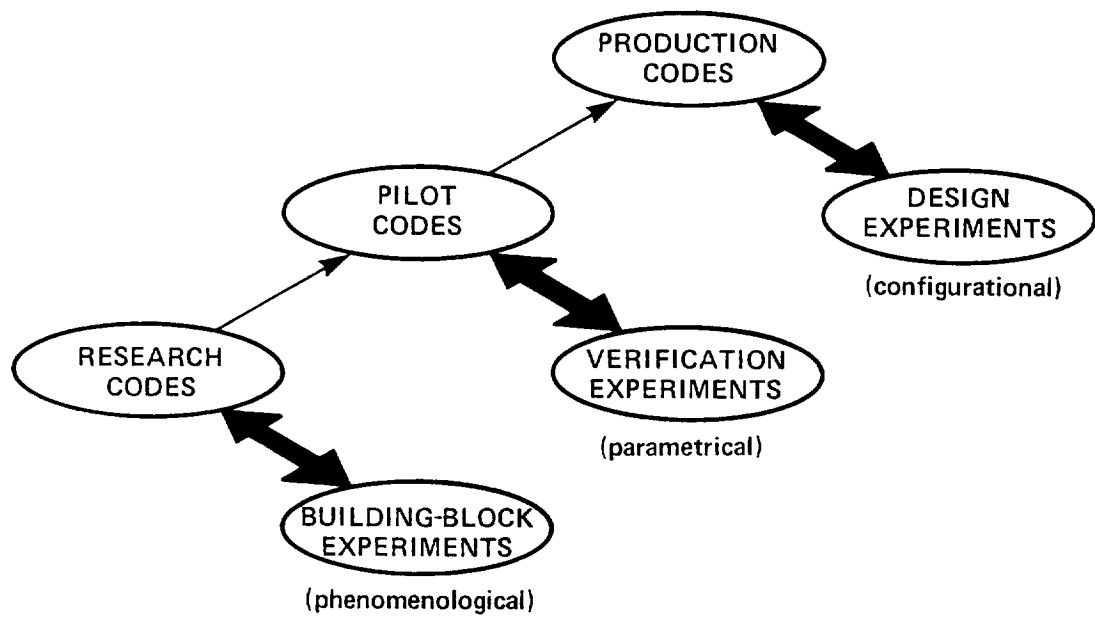 PRODUCTION
CODES
PILOT
CODES
DESIGN
EXPERIMENTS
(configurational)
RESEARCH
CODES
VERIFICATION
EXPERIMENTS
(parametrical)
BUILDING-BLOCK
EXPERIMENTS
(phenomenological)